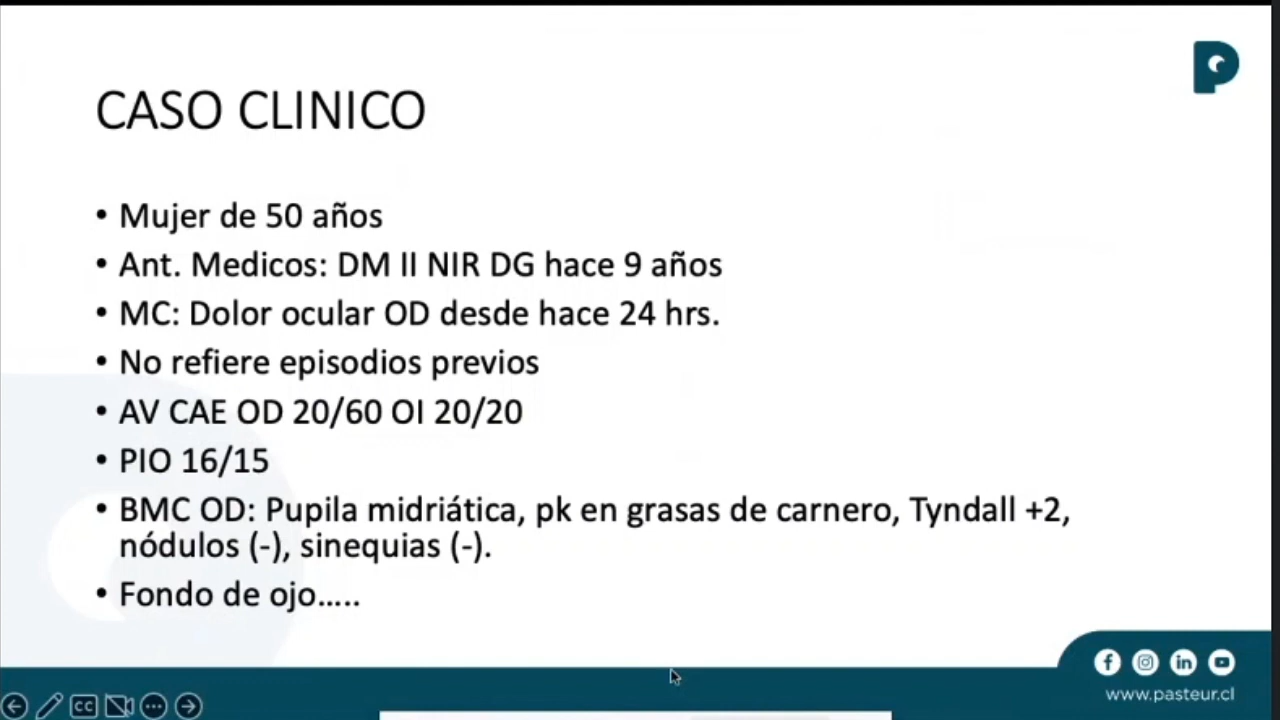 CASO CLINICO
• Mujer de 50 años
• Ant. Medicos: DM II NIR DG hace 9 años
• MC: Dolor ocular OD desde hace 24 hrs.
• No refiere episodios previos
• AV CAE OD 20/60 OI 20/20
• PIO 16/15
• BMC OD: Pupila midriática, pk en grasas de carnero, Tyndall +2,
nódulos (-), sinequias (-).
• Fondo de ojo…..
www.pasteur.cl
CC